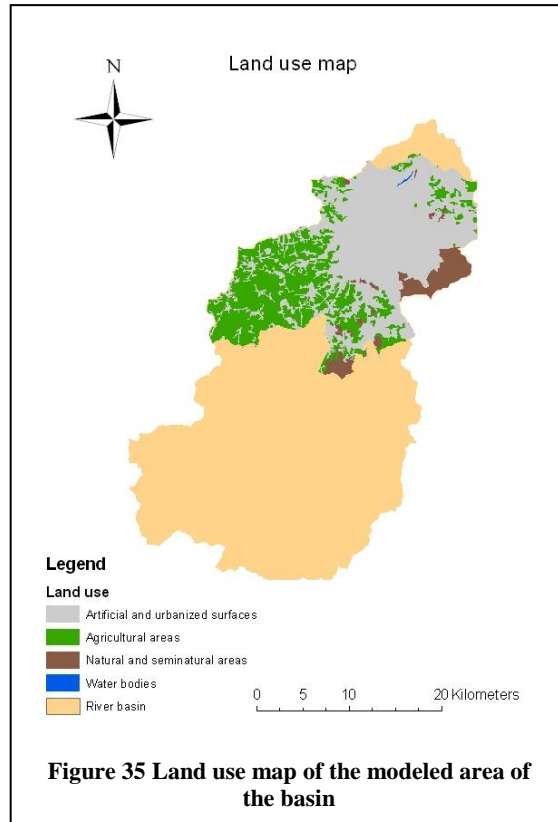 N
Land use map
Legend
Land use
Artificial and urbanized surfaces
Agricultural areas
Natural and seminatural areas
Water bodies
River basin
0 5 10 20 Kilometers
Figure 35 Land use map of the modeled area of
the basin